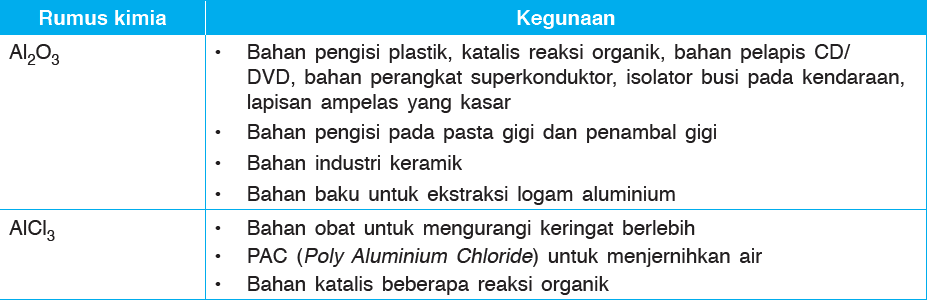 Rumus kimia Kegunaan
Al2O3 • Bahan pengisi plastik, katalis reaksi organik, bahan pelapis CD/
DVD, bahan perangkat superkonduktor, isolator busi pada kendaraan,
lapisan ampelas yang kasar
• Bahan pengisi pada pasta gigi dan penambal gigi
• Bahan industri keramik
• Bahan baku untuk ekstraksi logam aluminium
AlCl3 • Bahan obat untuk mengurangi keringat berlebih
• PAC (Poly Aluminium Chloride) untuk menjernihkan air
• Bahan katalis beberapa reaksi organik